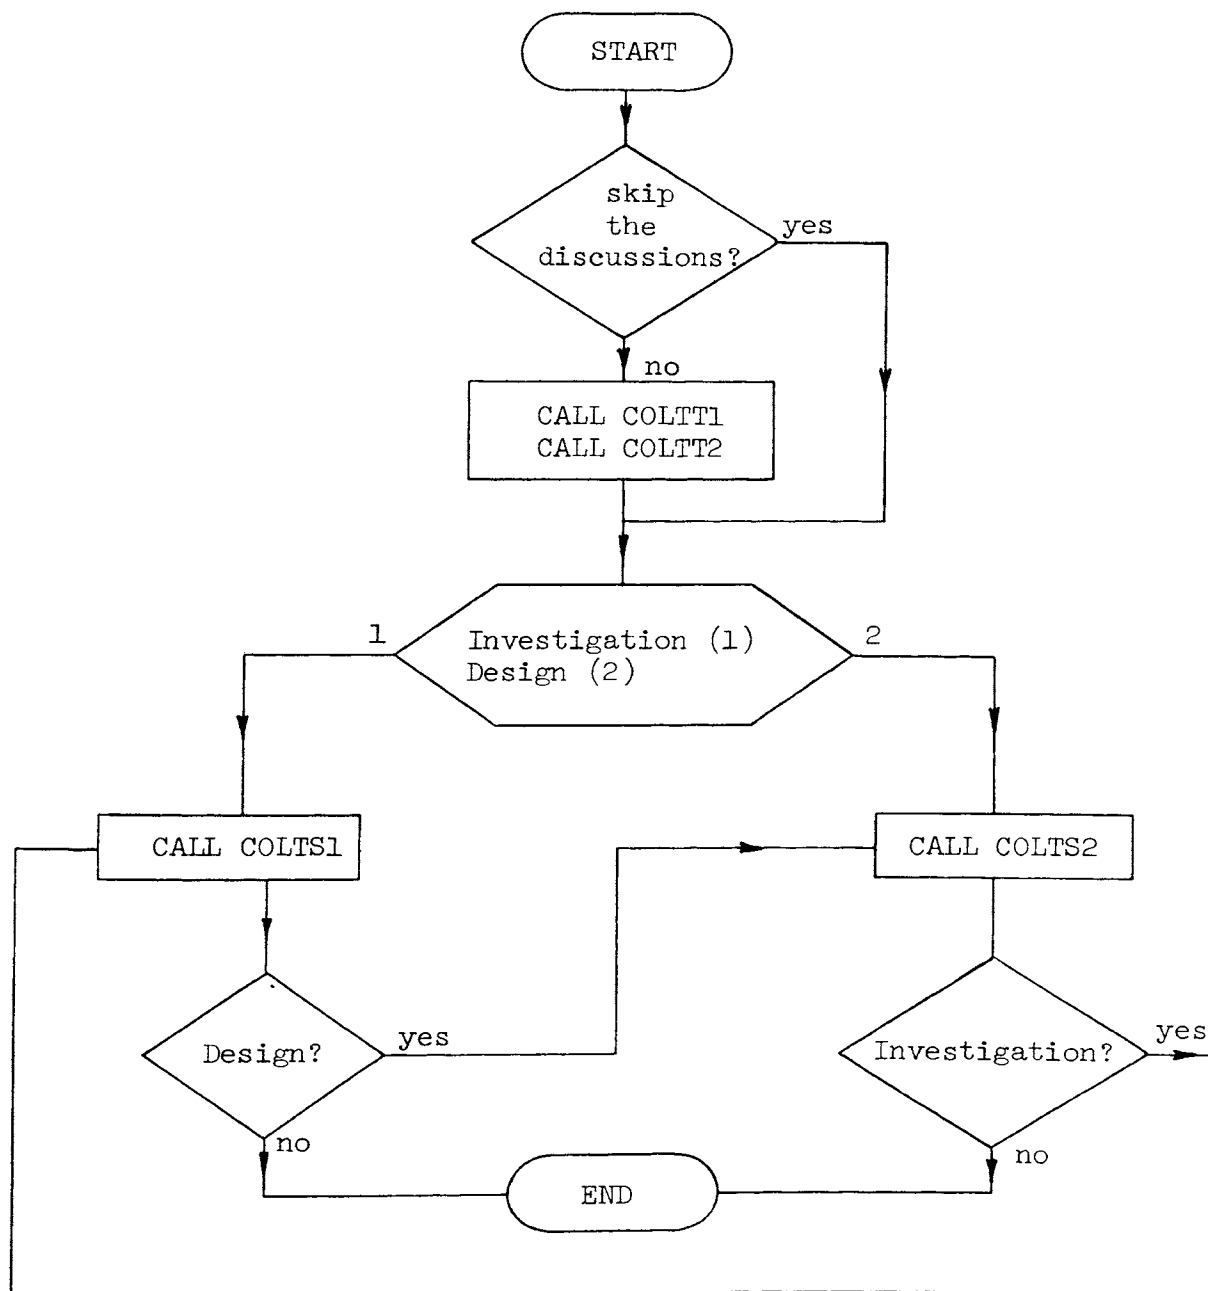 START
skip
the
discussions?
yes
no
CALL COLTT1
CALL COLTT2
1
Investigation (1)
Design (2)
2
CALL COLTS1
CALL COLTS2
Design?
yes
Investigation?
yes
no
no
END